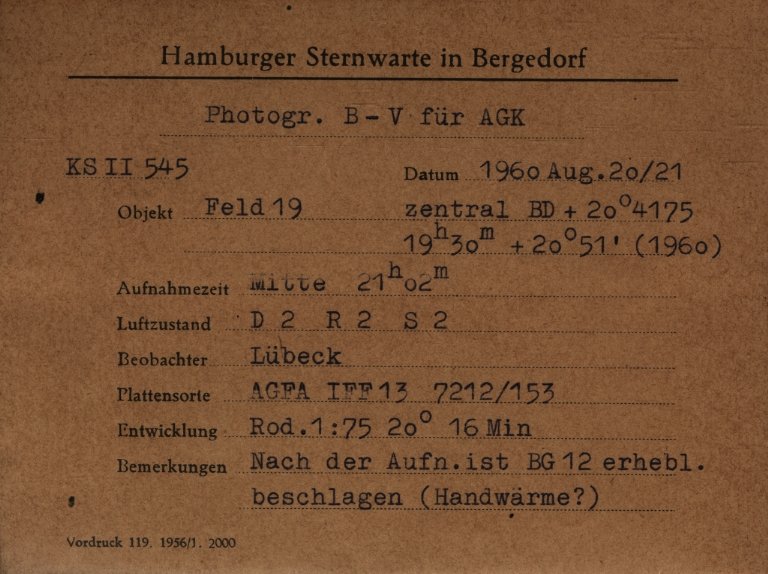 Hamburger Sternwarte in Bergedorf
Photogr. B - V für AGK
KS II 545 Datum 1960 Aug. 20/21
Objekt Feld 19 zentral BD + 20°4175
19h30m + 20°51' (1960)
Aufnahmezeit Mitte 21h02m
Luftzustand D 2 R 2 S 2
Beobachter Lübeck
Plattensorte AGFA IFF 13 7212/153
Entwicklung Rod. 1:75 20° 16 Min
Bemerkungen Nach der Aufn. ist BG 12 erhebl.
beschlagen (Handwärme?)
Vordruck 119. 1956/1. 2000